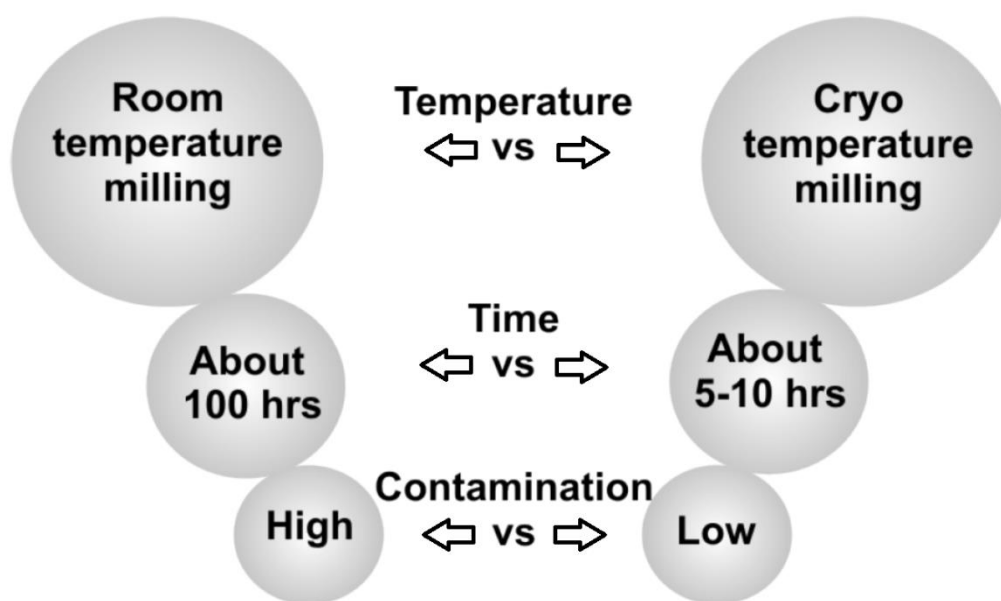 Room
temperature
milling
Temperature
vs
Cryo
temperature
milling
About
100 hrs
Time
vs
About
5-10 hrs
High
Contamination
vs
Low